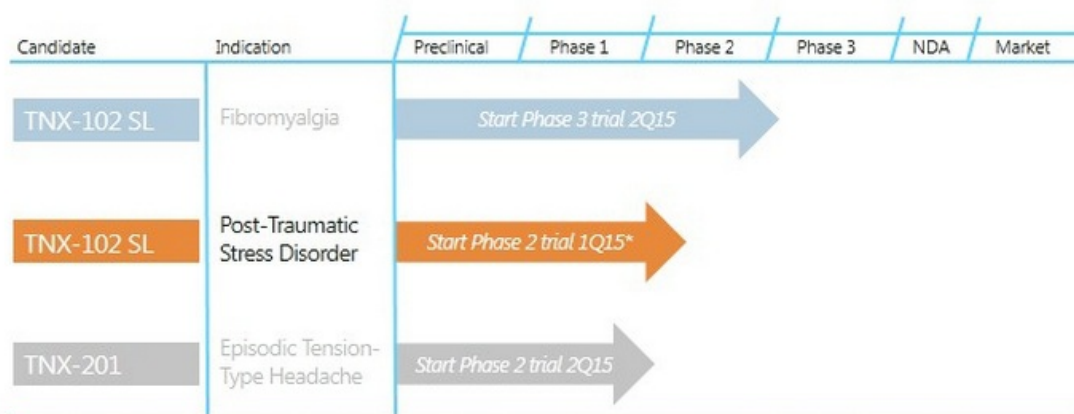 Candidate Indication Preclinical Phase 1 Phase 2 Phase 3 NDA Market
TNX-102 SL Fibromyalgia Start Phase 3 trial 2Q15
TNX-102 SL Post-Traumatic
Stress Disorder Start Phase 2 trial 1Q15*
TNX-201 Episodic Tension-
Type Headache Start Phase 2 trial 2Q15